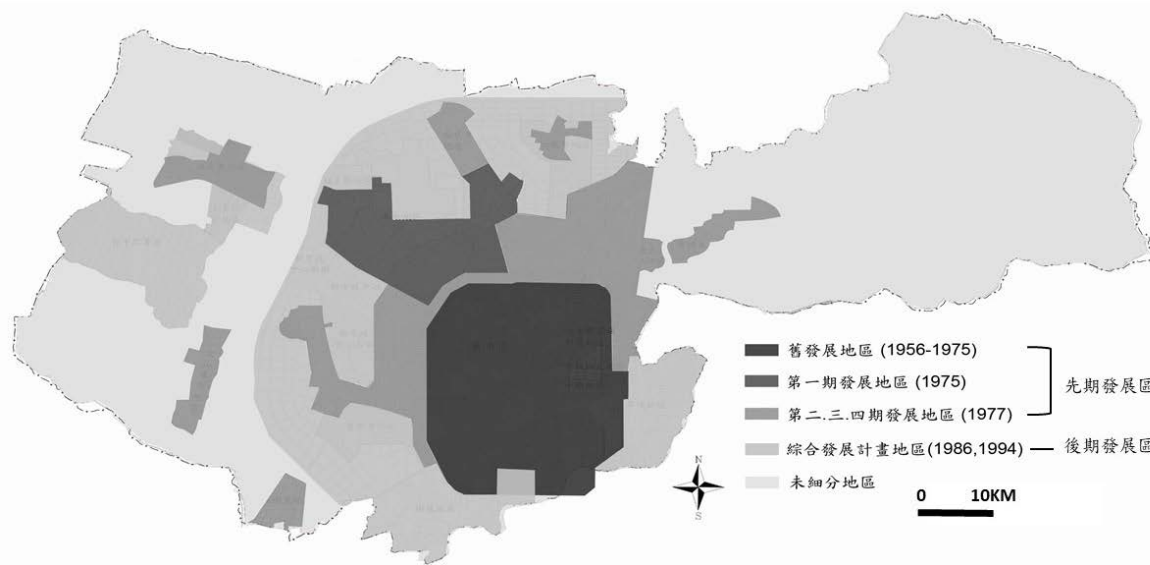 舊發展地區 (1956-1975)
第一期發展地區 (1975)
第二.三.四期發展地區 (1977)
先期發展區
綜合發展計畫地區(1986,1994)
後期發展區
未細分地區
N
S
0 10KM